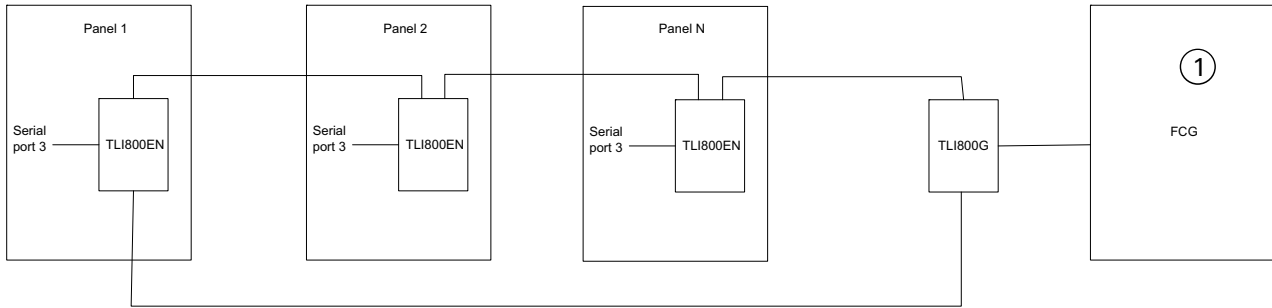 Panel 1
Panel 2
Panel N
1
Serial
port 3
TLI800EN
Serial
port 3
TLI800EN
Serial
port 3
TLI800EN
TLI800G
FCG